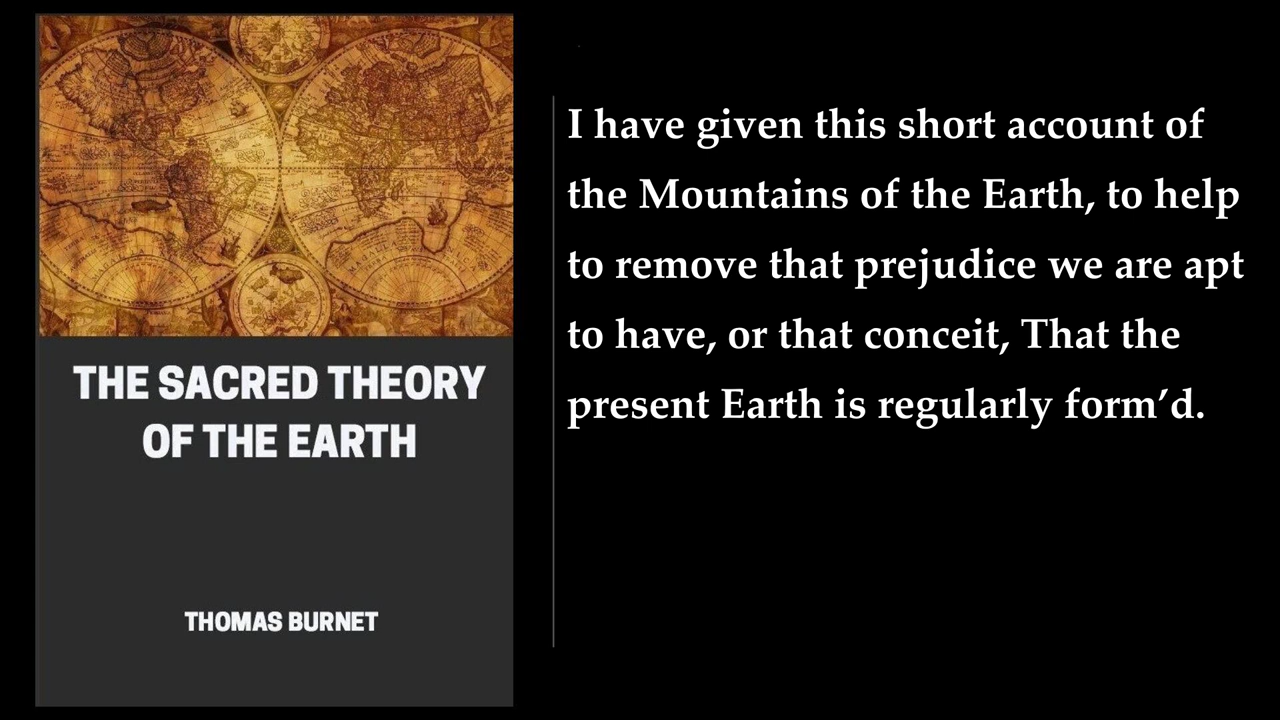 THE SACRED THEORY
OF THE EARTH
THOMAS BURNET
I have given this short account of
the Mountains of the Earth, to help
to remove that prejudice we are apt
to have, or that conceit, That the
present Earth is regularly form’d.